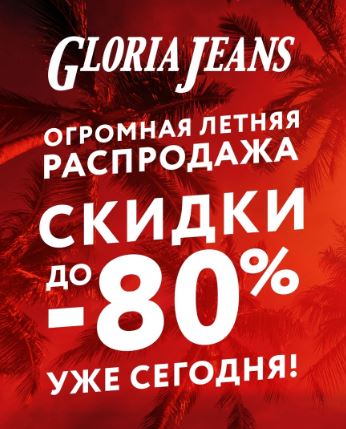 GLORIA JEANS
ОГРОМНАЯ ЛЕТНЯЯ
РАСПРОДАЖА
СКИДКИ
ДО
-80%
УЖЕ СЕГОДНЯ!